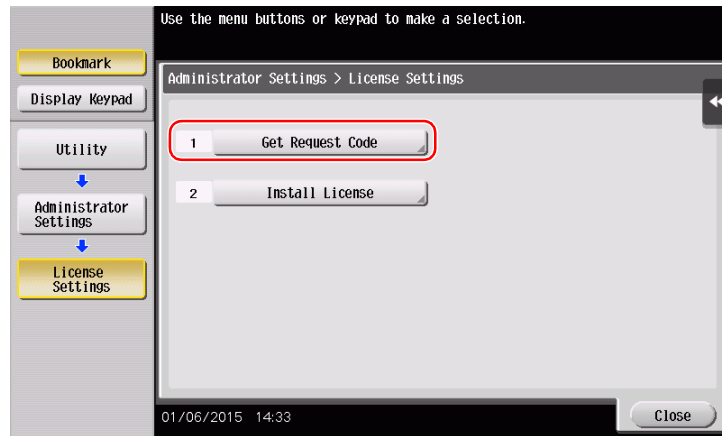 Use the menu buttons or keypad to make a selection.
Bookmark
Display Keypad
Utility
Administrator
Settings
License
Settings
Administrator Settings > License Settings
1 Get Request Code
2 Install License
01/06/2015 14:33
Close